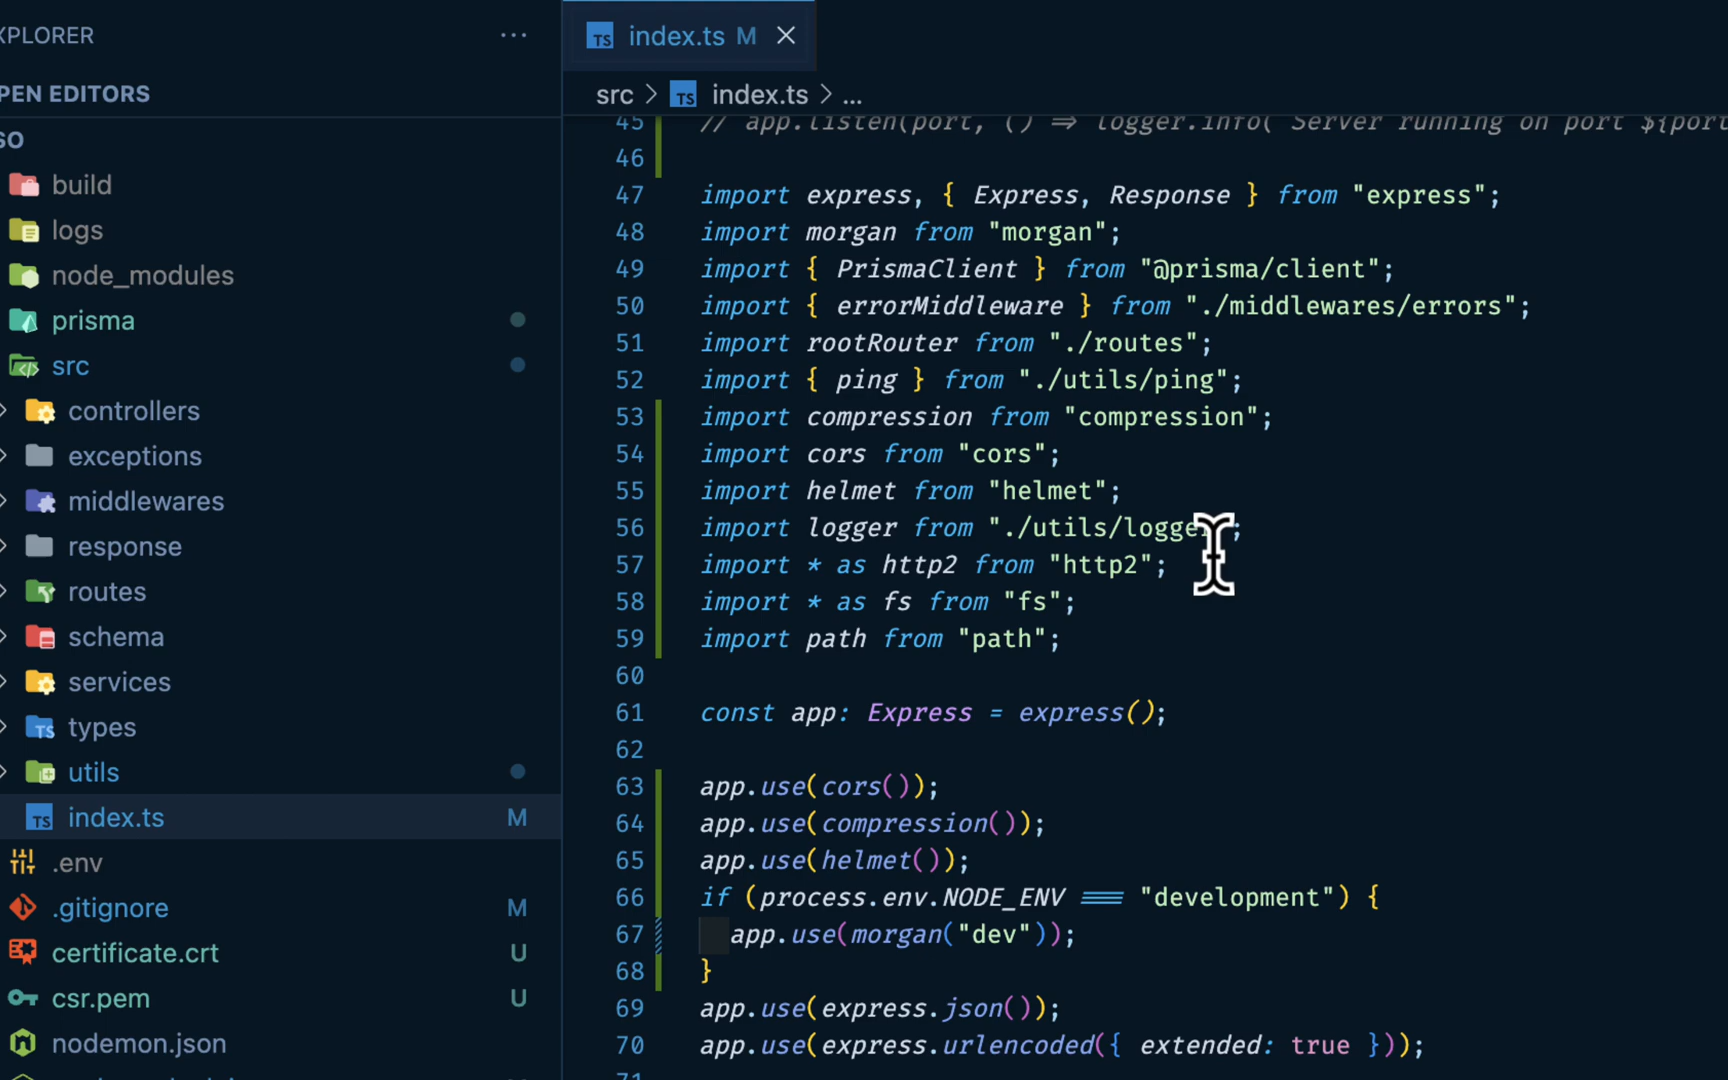 XPLORER
PEN EDITORS
SO
build
logs
node_modules
prisma
src
controllers
exceptions
middlewares
response
routes
schema
services
types
utils
index.ts M
.env
.gitignore M
certificate.crt U
csr.pem U
nodemon.json
index.ts M
src > index.ts > ...
45 // app.listen(port, () => logger.info( Server running on port ${port
46
47 import express, { Express, Response } from "express";
48 import morgan from "morgan";
49 import { PrismaClient } from "@prisma/client";
50 import { errorMiddleware } from "./middlewares/errors";
51 import rootRouter from "./routes";
52 import { ping } from "./utils/ping";
53 import compression from "compression";
54 import cors from "cors";
55 import helmet from "helmet";
56 import logger from "./utils/logger";
57 import * as http2 from "http2";
58 import * as fs from "fs";
59 import path from "path";
60
61 const app: Express = express();
62
63 app.use(cors());
64 app.use(compression());
65 app.use(helmet());
66 if (process.env.NODE_ENV === "development") {
67 app.use(morgan("dev"));
68 }
69 app.use(express.json());
70 app.use(express.urlencoded({ extended: true }));